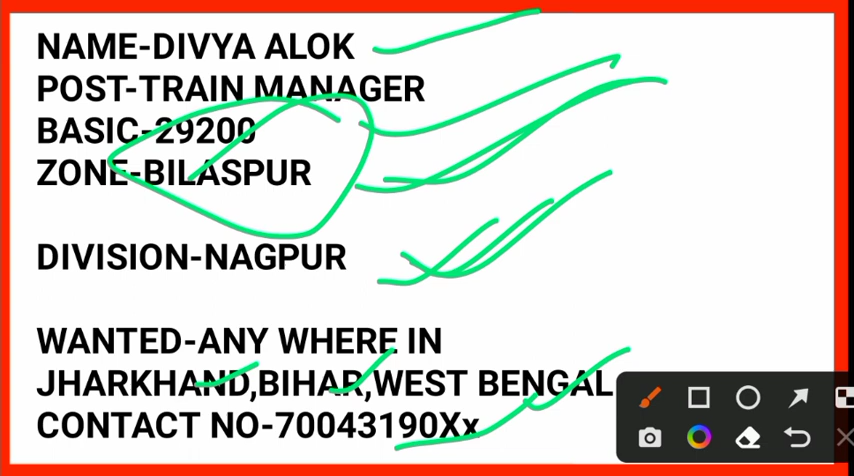 NAME-DIVYA ALOK
POST-TRAIN MANAGER
BASIC-29200
ZONE-BILASPUR
DIVISION-NAGPUR
WANTED-ANY WHERE IN
JHARKHAND,BIHAR,WEST BENGAL
CONTACT NO-70043190Xx